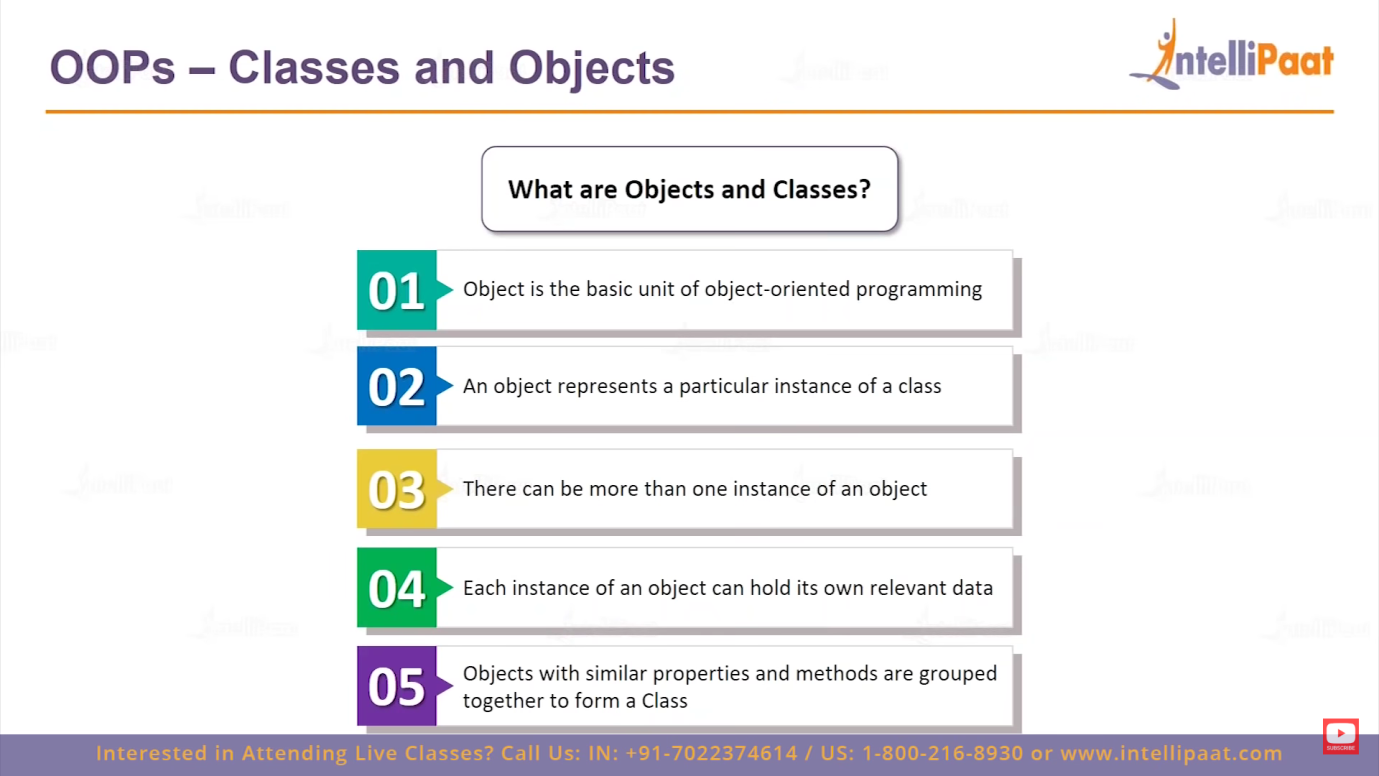 OOPs – Classes and Objects
IntelliPaat
What are Objects and Classes?
01
Object is the basic unit of object-oriented programming
02
An object represents a particular instance of a class
03
There can be more than one instance of an object
04
Each instance of an object can hold its own relevant data
05
Objects with similar properties and methods are grouped
together to form a Class
SUBSCRIBE
Interested in Attending Live Classes? Call Us: IN: +91-7022374614 / US: 1-800-216-8930 or www.intellipaat.com